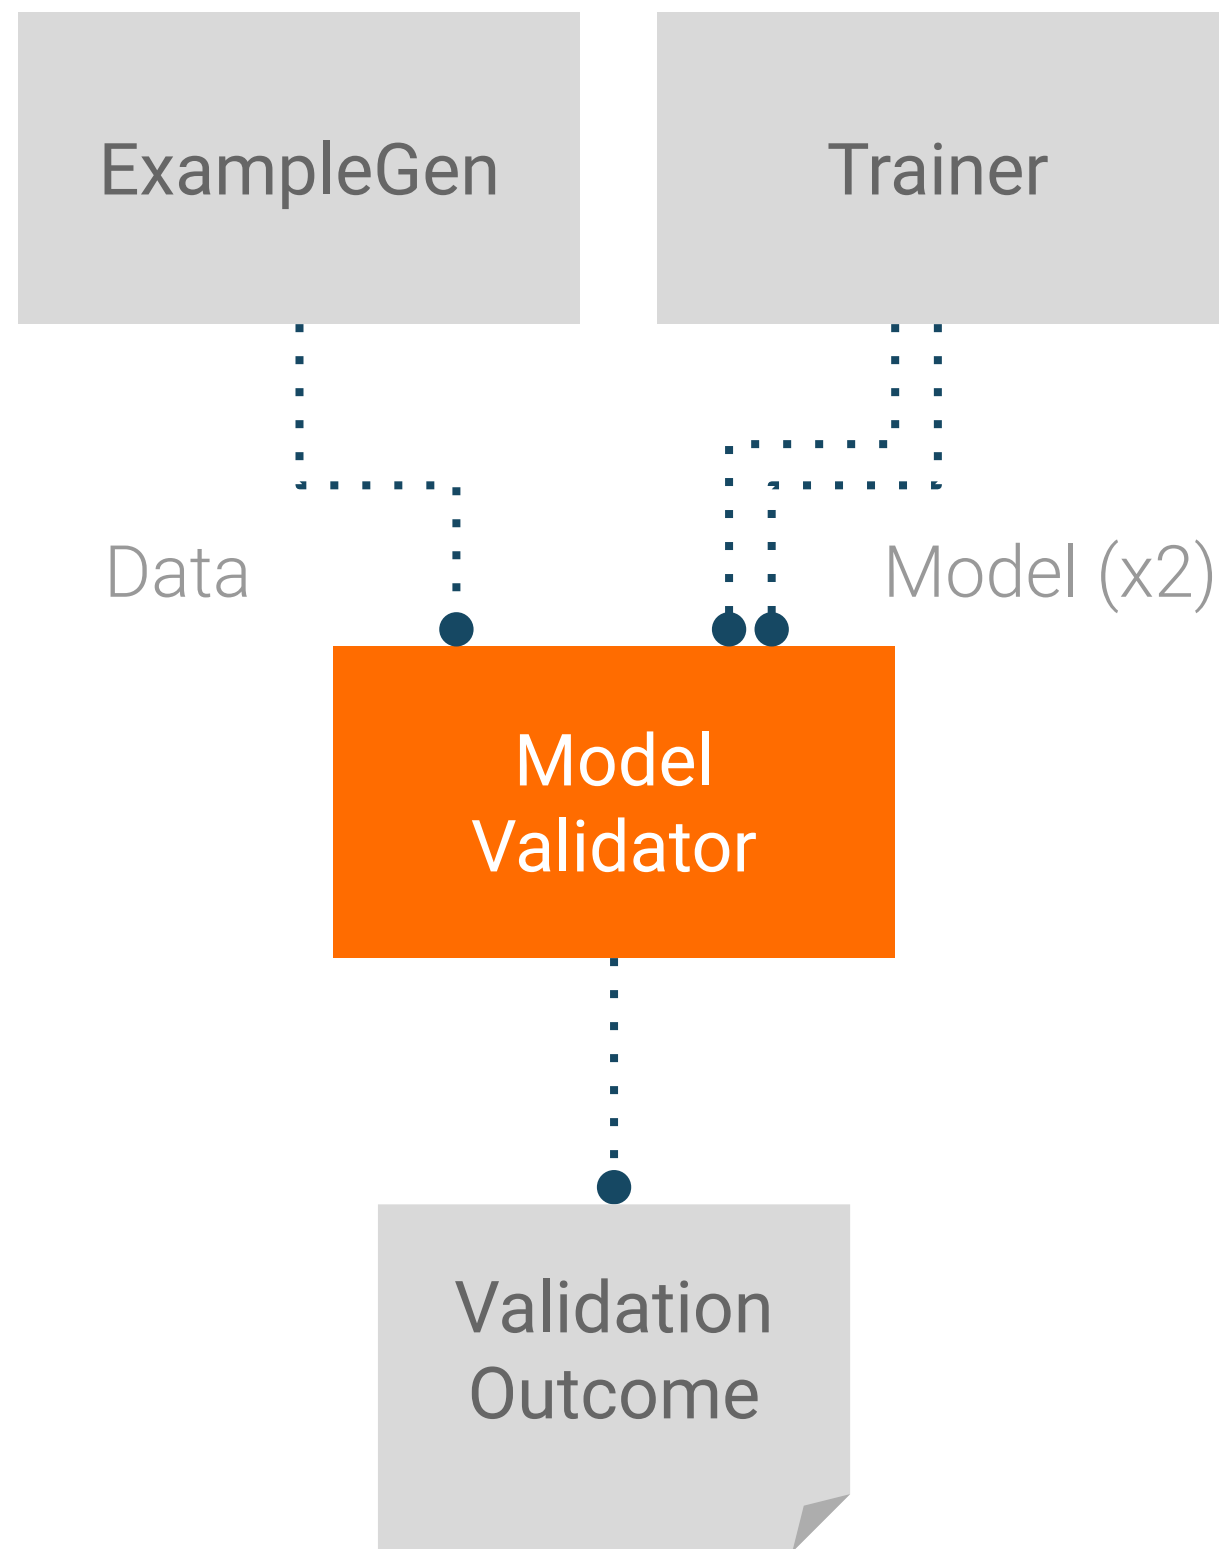 ExampleGen
Trainer
Data
Model (x2)
Model
Validator
Validation
Outcome